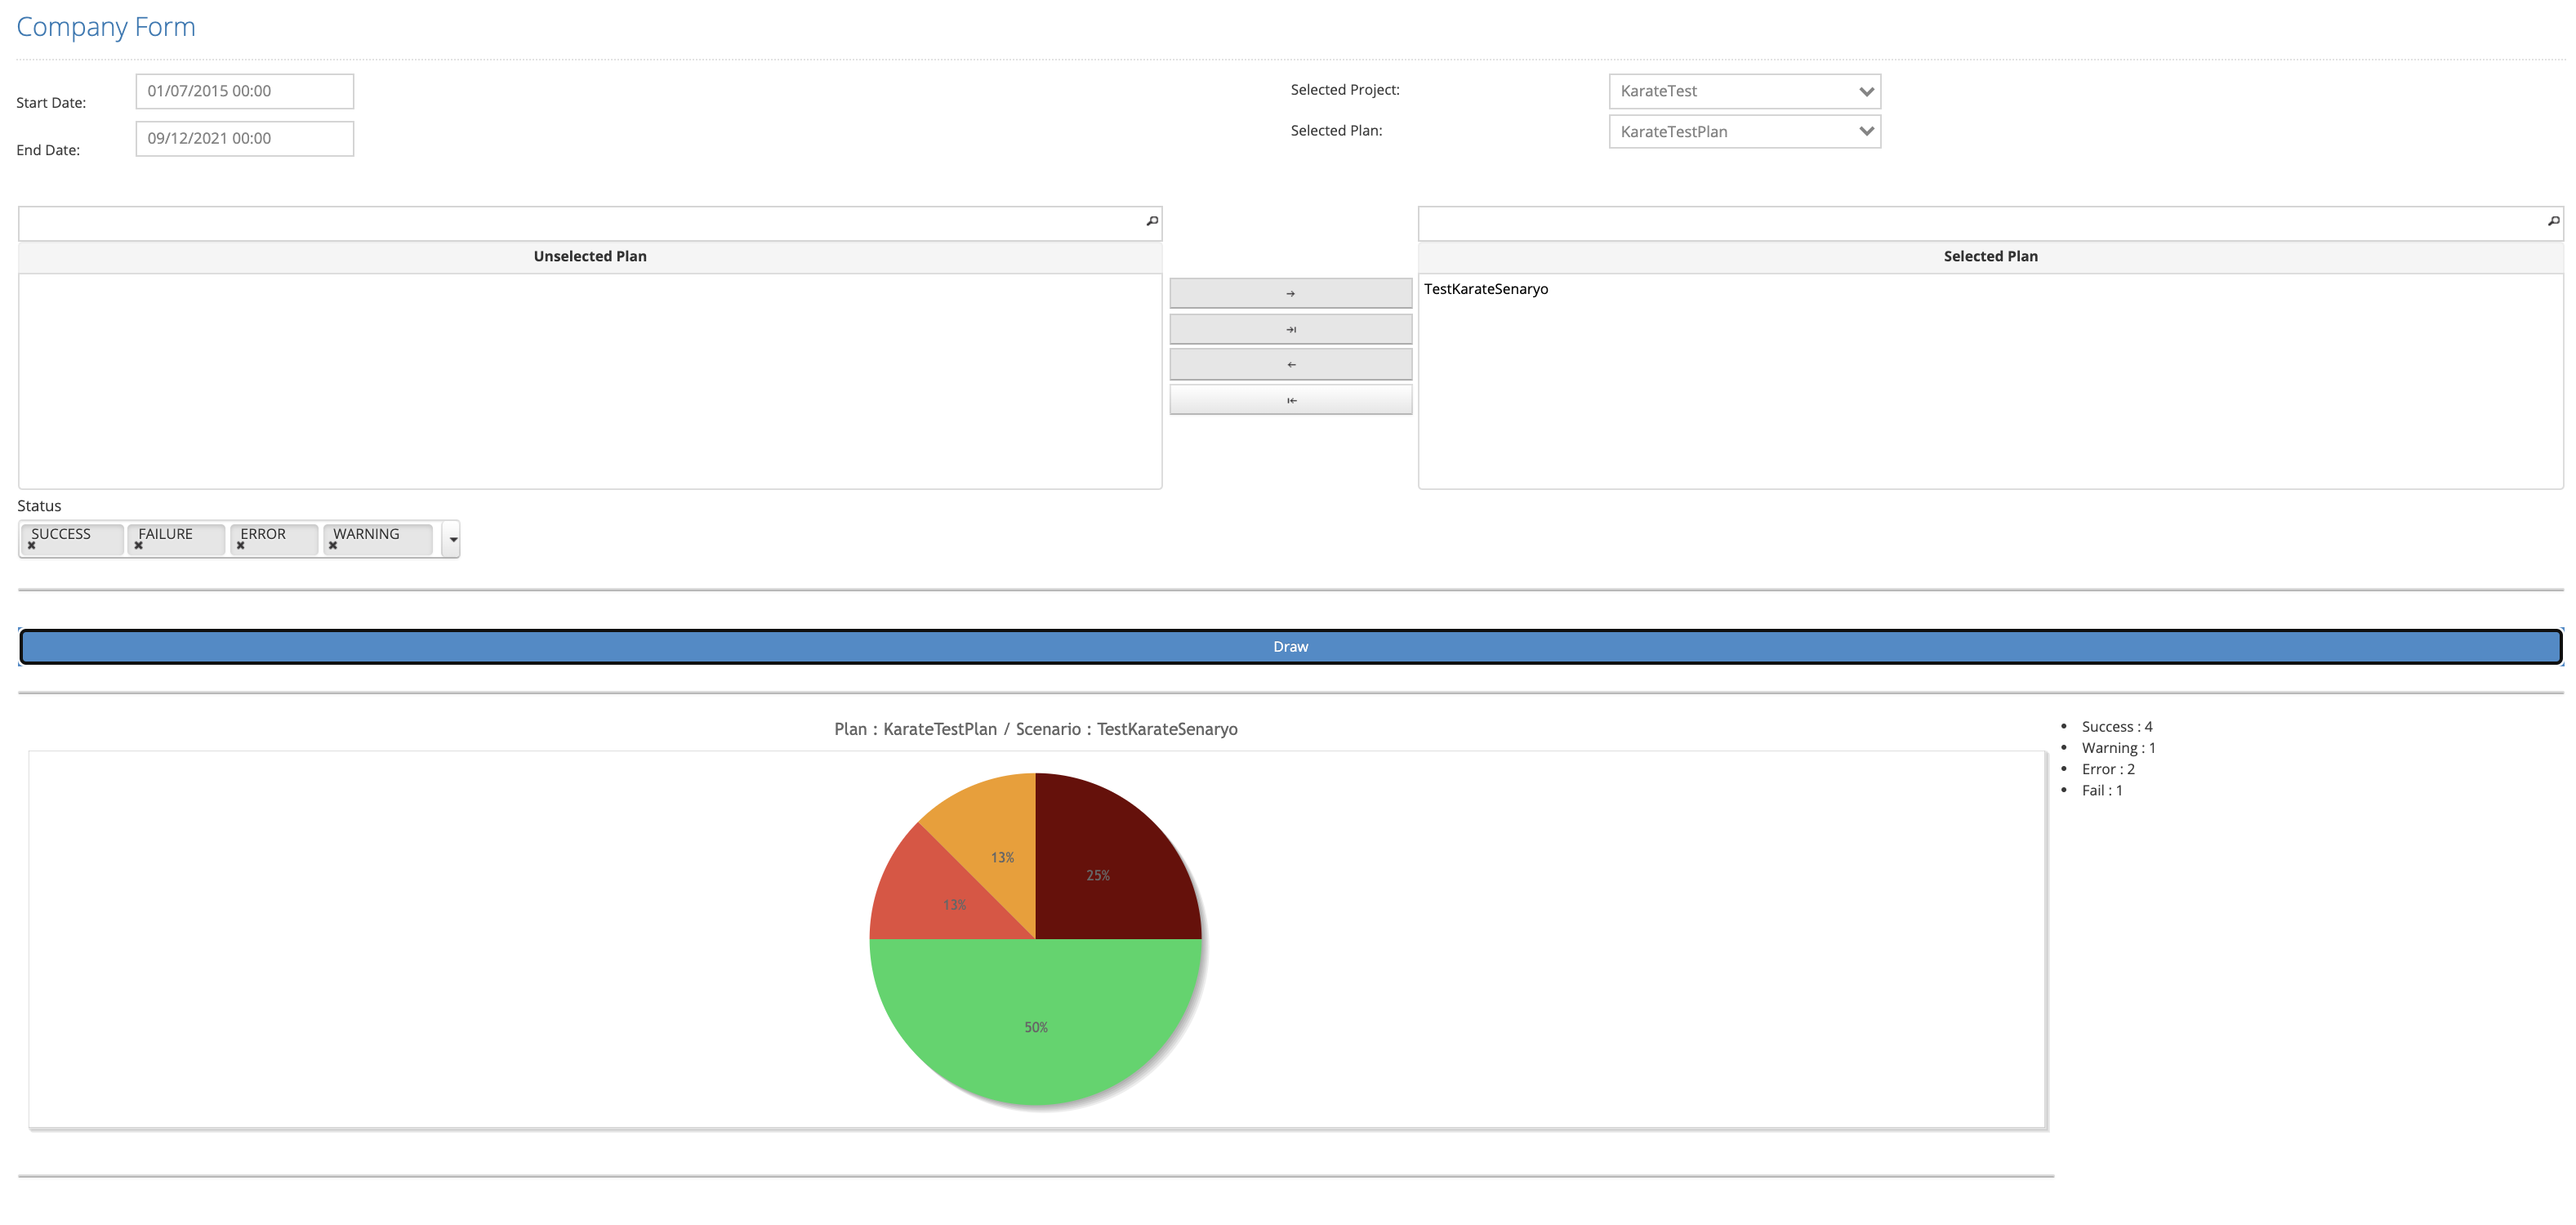 Company Form
Start Date:
01/07/2015 00:00
End Date:
09/12/2021 00:00
Selected Project:
KarateTest
Selected Plan:
KarateTestPlan
Unselected Plan
Selected Plan
TestKarateSenaryo
Status
SUCCESS FAILURE ERROR WARNING
Draw
Plan : KarateTestPlan / Scenario : TestKarateSenaryo
Success : 4
Warning : 1
Error : 2
Fail : 1
13%
25%
13%
50%